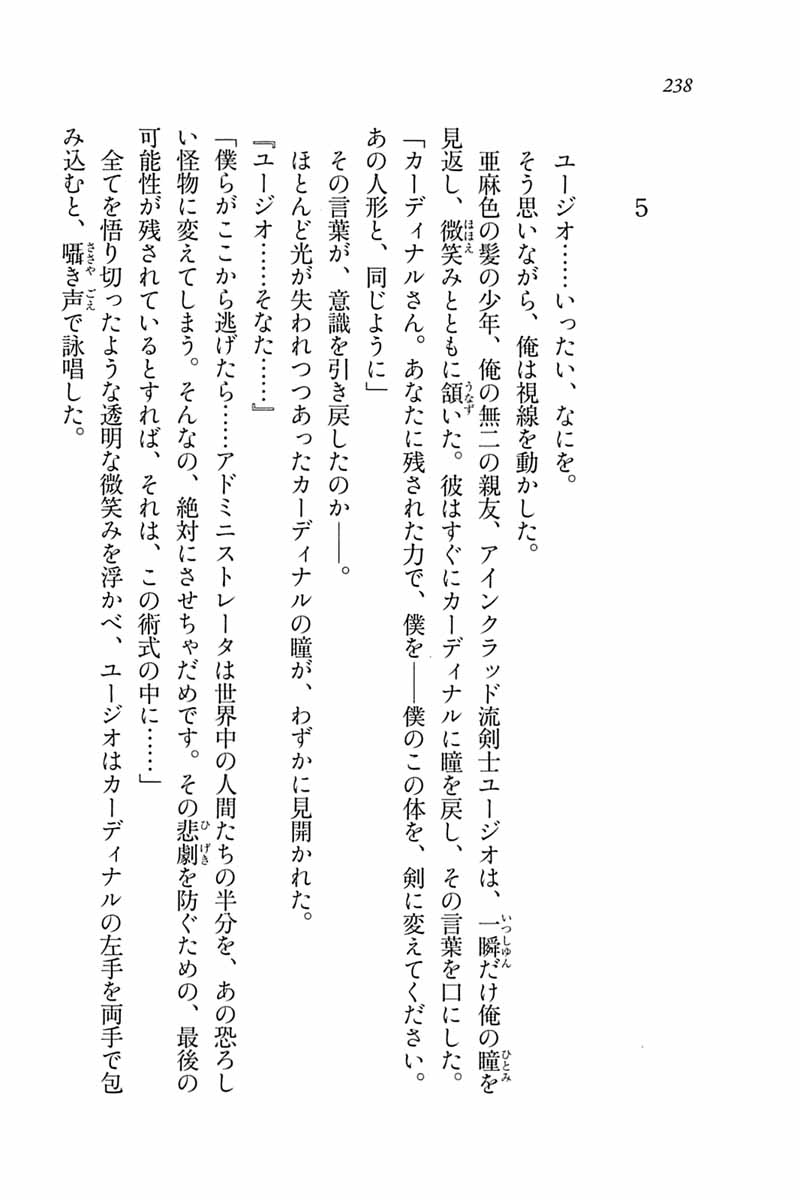 238
5
ユージオ……いったい、なにを。
そう思いながら、俺は視線を動かした。
亜麻色の髪の少年、俺の無二の親友、アインクラッド流剣士ユージオは、一瞬だけ俺の瞳を
見返し、微笑みとともに頷いた。彼はすぐにカーディナルに瞳を戻し、その言葉を口にした。
「カーディナルさん。あなたに残された力で、僕を——僕のこの体を、剣に変えてください。
あの人形と、同じように」
その言葉が、意識を引き戻したのか——。
ほとんど光が失われつつあったカーディナルの瞳が、わずかに見開かれた。
『ユージオ……そなた……』
「僕らがここから逃げたら……アドミニストレータは世界中の人間たちの半分を、あの恐ろし
い怪物に変えてしまう。そんなの、絶対にさせちゃだめです。その悲劇を防ぐための、最後の
可能性が残されているとすれば、それは、この術式の中に……」
全てを悟り切ったような透明な微笑みを浮かべ、ユージオはカーディナルの左手を両手で包
み込むと、囁き声で詠唱した。